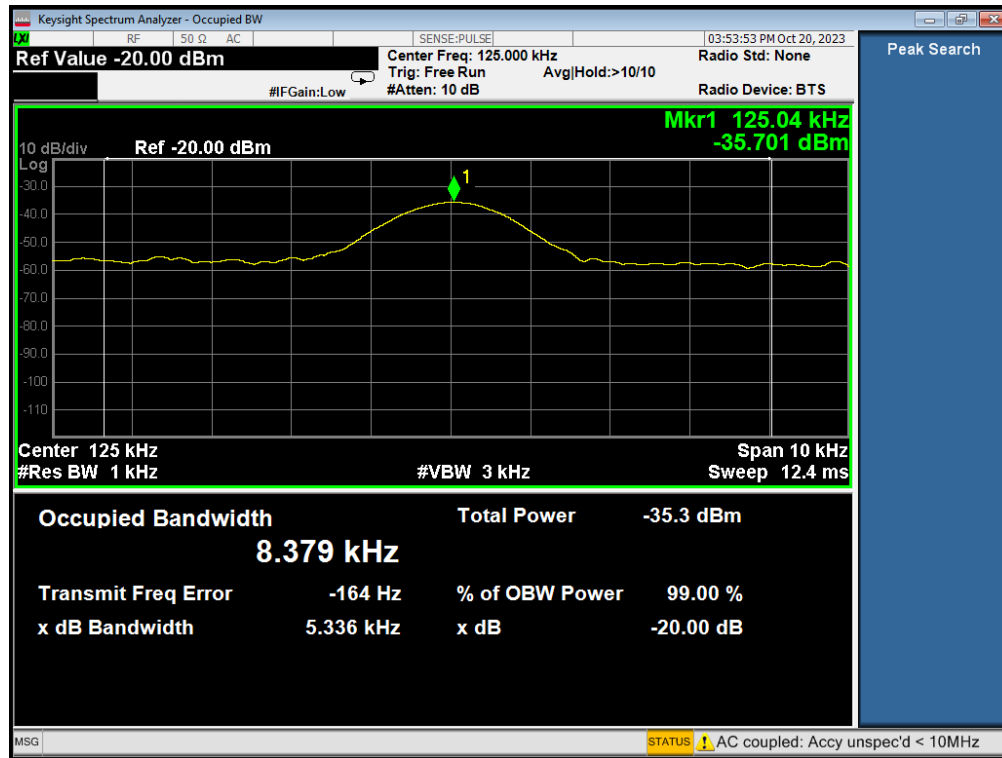 Keysight Spectrum Analyzer - Occupied BW
LXI RF 50 Ω AC SENSE:PULSE 03:53:53 PM Oct 20, 2023
Ref Value -20.00 dBm
Center Freq: 125.000 kHz
Radio Std: None
Trig: Free Run Avg|Hold:>10/10
#IFGain:Low
#Atten: 10 dB
Radio Device: BTS
Peak Search
Mkr1 125.04 kHz
-35.701 dBm
10 dB/div Ref -20.00 dBm
Log
1
-30.0
-40.0
-50.0
-60.0
-70.0
-80.0
-90.0
-100
-110
Center 125 kHz Span 10 kHz
#Res BW 1 kHz #VBW 3 kHz Sweep 12.4 ms
Occupied Bandwidth Total Power -35.3 dBm
8.379 kHz
Transmit Freq Error -164 Hz % of OBW Power 99.00 %
x dB Bandwidth 5.336 kHz x dB -20.00 dB
MSG STATUS AC coupled: Accy unspec'd < 10MHz